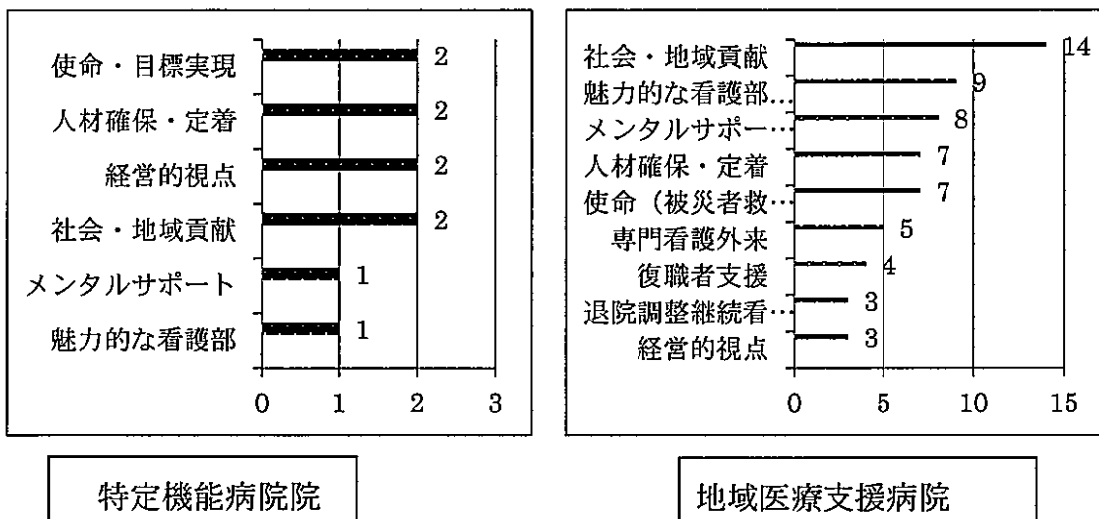 使命・目標実現 2
人材確保・定着 2
経営的視点 2
社会・地域貢献 2
メンタルサポート 1
魅力的な看護部 1
0 1 2 3
特定機能病院院
社会・地域貢献 14
魅力的な看護部… 9
メンタルサポー… 8
人材確保・定着 7
使命（被災者救… 7
専門看護外来 5
復職者支援 4
退院調整継続看… 3
経営的視点 3
0 5 10 15
地域医療支援病院